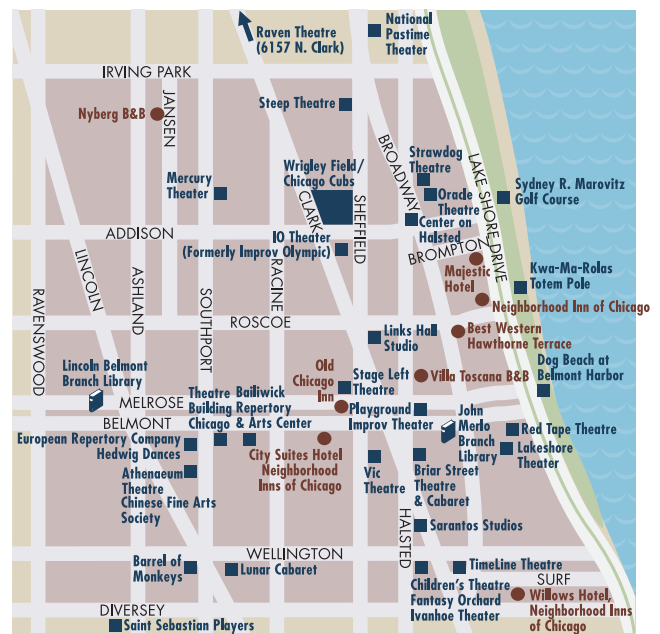 Raven Theatre
(6157 N. Clark)
National
Pastime
Theater
IRVING PARK
Nyberg B&B
JANSEN
Steep Theatre
BROADWAY
Mercury
Theater
Wrigley Field/
Chicago Cubs
CLARK
SHEFFIELD
Strawdog
Theatre
Oracle
Theatre
LAKE SHORE DRIVE
Sydney R. Marovitz
Golf Course
Center on
Halsted
ADDISON
IO Theater
(Formerly Improv Olympic)
BROMPTON
Majestic
Hotel
Kwa-Ma-Rolas
Totem Pole
LINCOLN
RAVENSWOOD
ASHLAND
SOUTHPORT
RACINE
Neighborhood Inn of Chicago
ROSCOE
Links Hall
Studio
Best Western
Hawthorne Terrace
Lincoln Belmont
Branch Library
Old
Chicago
Inn
Stage Left
Theatre
Villa Toscana B&B
Dog Beach at
Belmont Harbor
MELROSE
Theatre
Building
Chicago
Bailiwick
Repertory
& Arts Center
Playground
Improv Theater
John
Merlo
Branch
Library
Red Tape Theatre
BELMONT
European Repertory Company
Hedwig Dances
City Suites Hotel
Neighborhood
Inns of Chicago
Lakeshore
Theater
Athenaeum
Theatre
Chinese Fine Arts
Society
Vic
Theatre
Briar Street
Theatre
& Cabaret
HALSTED
Sarantos Studios
WELLINGTON
Barrel of
Monkeys
Lunar Cabaret
TimeLine Theatre
Children's Theatre
Fantasy Orchard
Ivanhoe Theater
SURF
Willows Hotel,
Neighborhood Inns
of Chicago
DIVERSEY
Saint Sebastian Players